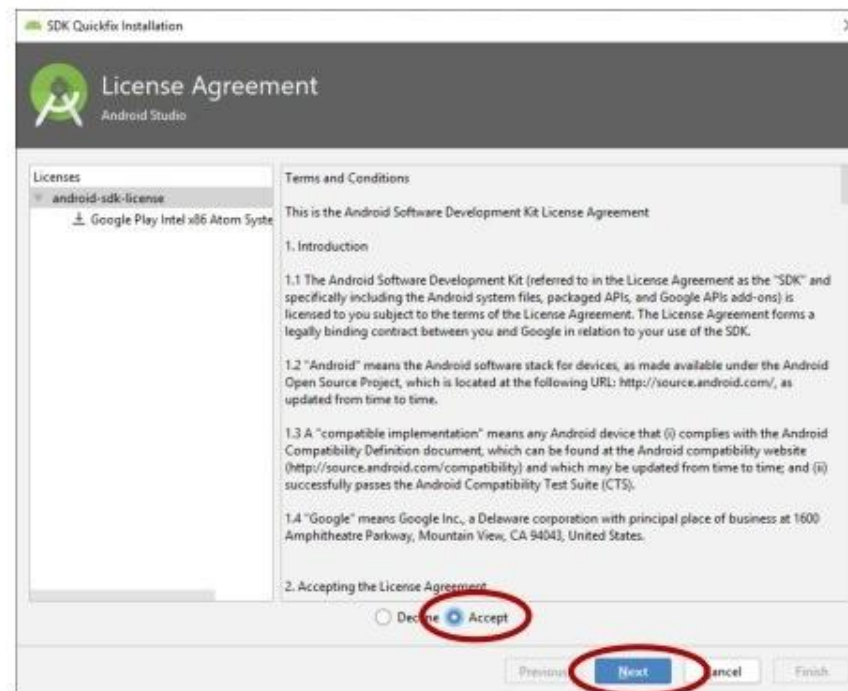 SDK Quickfix Installation
License Agreement
Android Studio
Licenses
android-sdk-license
Google Play Intel x86 Atom Syste
Terms and Conditions
This is the Android Software Development Kit License Agreement
1. Introduction
1.1 The Android Software Development Kit (referred to in the License Agreement as the "SDK" and
specifically including the Android system files, packaged APIs, and Google APIs add-ons) is
licensed to you subject to the terms of the License Agreement. The License Agreement forms a
legally binding contract between you and Google in relation to your use of the SDK.
1.2 "Android" means the Android software stack for devices, as made available under the Android
Open Source Project, which is located at the following URL: http://source.android.com/, as
updated from time to time.
1.3 A "compatible implementation" means any Android device that (i) complies with the Android
Compatibility Definition document, which can be found at the Android compatibility website
(http://source.android.com/compatibility) and which may be updated from time to time; and (ii)
successfully passes the Android Compatibility Test Suite (CTS).
1.4 "Google" means Google Inc., a Delaware corporation with principal place of business at 1600
Amphitheatre Parkway, Mountain View, CA 94043, United States.
2. Accepting the License Agreement
Decline Accept
Previous Next Cancel Finish